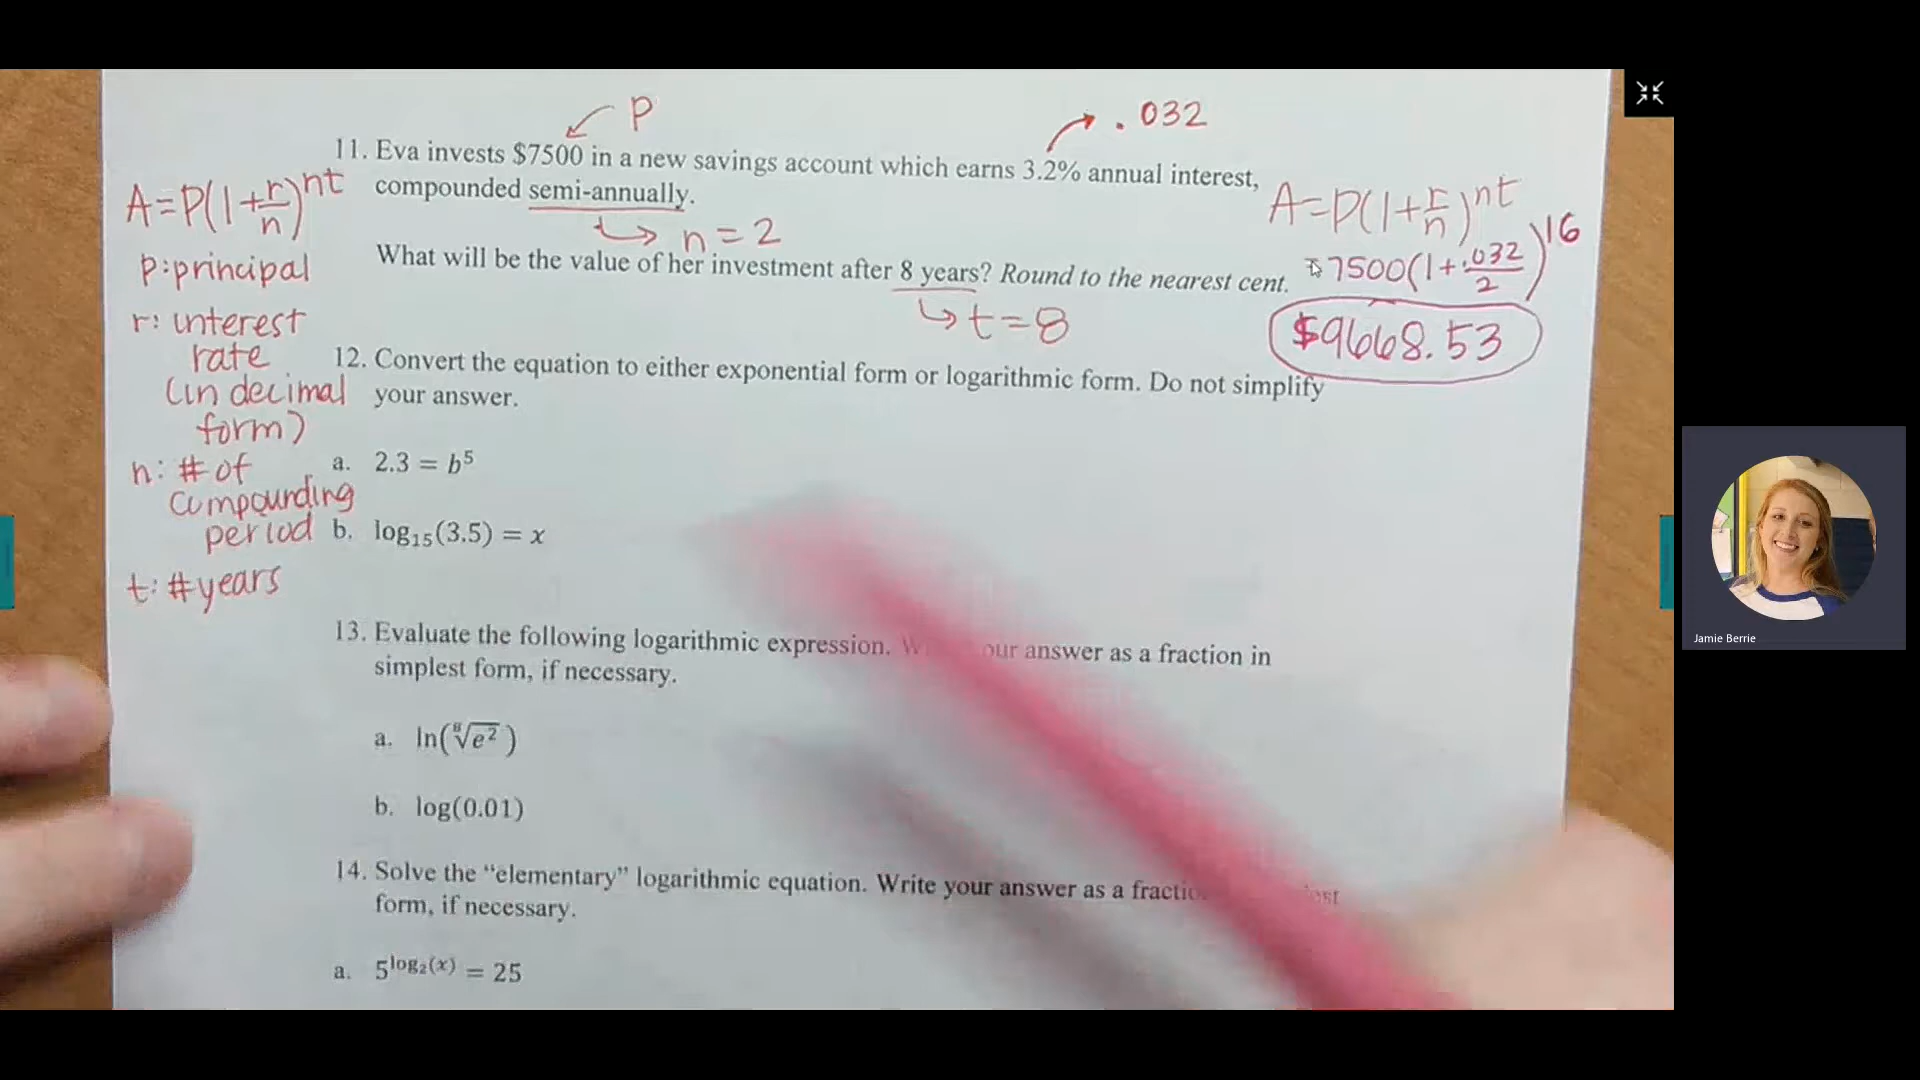 P
.032
11. Eva invests $7500 in a new savings account which earns 3.2% annual interest,
compounded semi-annually.
n = 2
What will be the value of her investment after 8 years? Round to the nearest cent.
t = 8
A=P(1+r/n)^nt
p: principal
r: interest
rate
(in decimal
form)
n: # of
compounding
period
t: # years
A=P(1+r/n)^nt
7500(1+.032/2)^16
$9668.53
12. Convert the equation to either exponential form or logarithmic form. Do not simplify
your answer.
a. 2.3 = b⁵
b. log₁₅(3.5) = x
13. Evaluate the following logarithmic expression. our answer as a fraction in
simplest form, if necessary.
a. ln(⁸√e²)
b. log(0.01)
14. Solve the “elementary” logarithmic equation. Write your answer as a
form, if necessary.
a. 5^log₂(x) = 25
Jamie Berrie